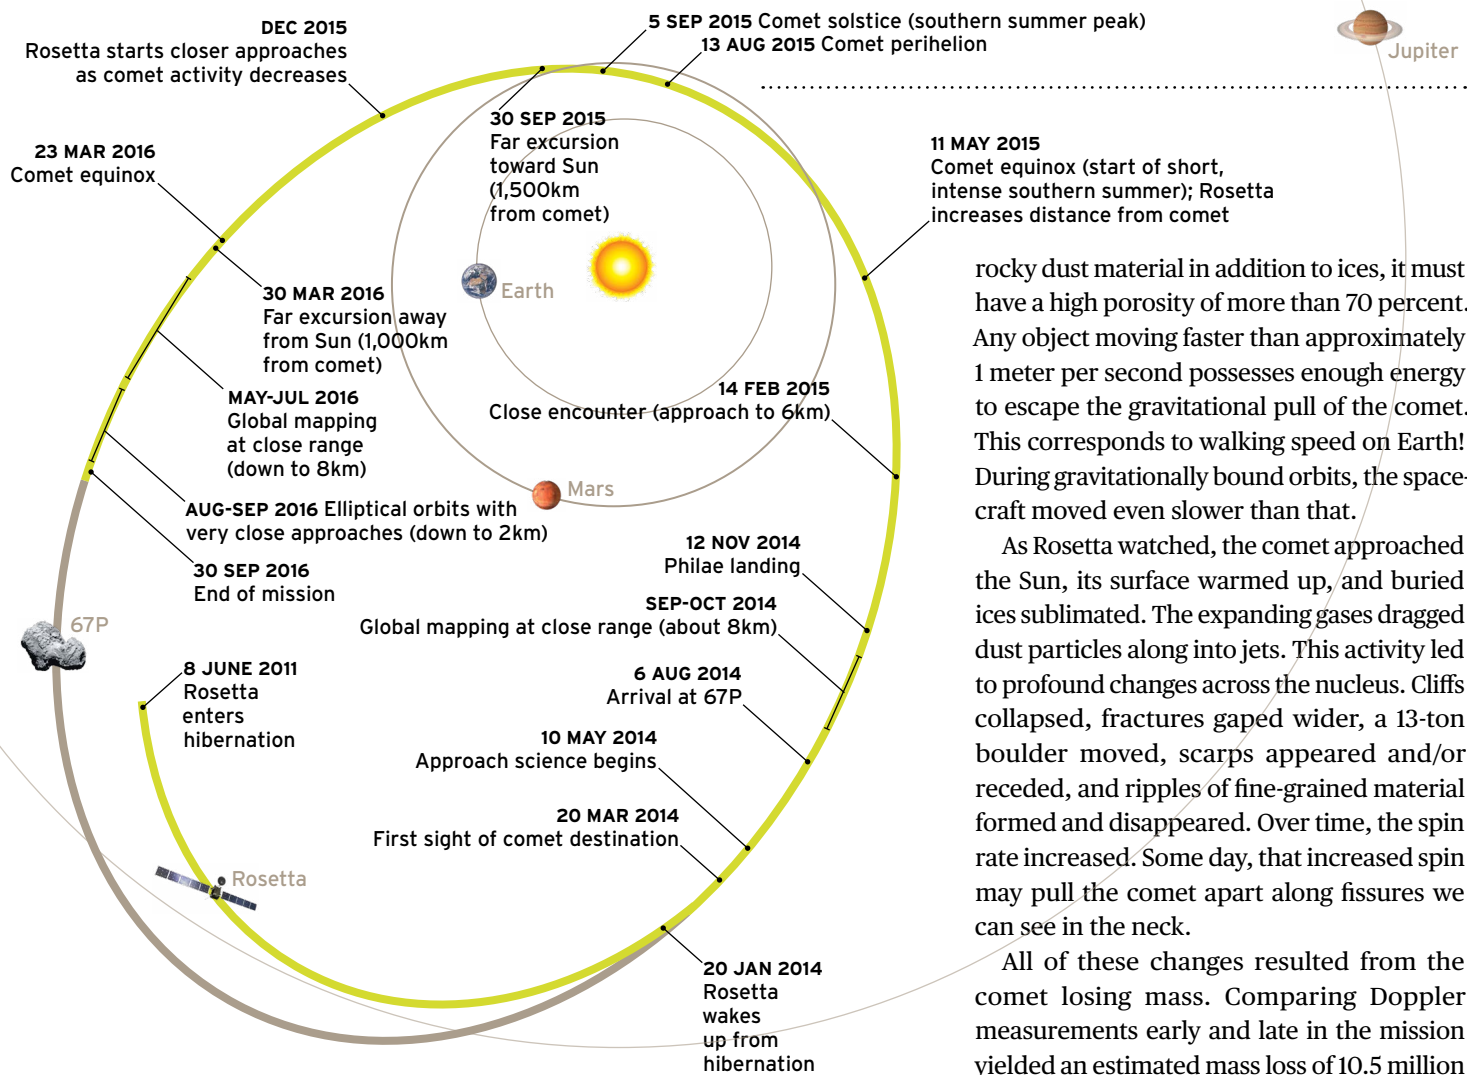 DEC 2015
Rosetta starts closer approaches
as comet activity decreases
5 SEP 2015 Comet solstice (southern summer peak)
13 AUG 2015 Comet perihelion
Jupiter
23 MAR 2016
Comet equinox
30 SEP 2015
Far excursion
toward Sun
(1,500km
from comet)
11 MAY 2015
Comet equinox (start of short,
intense southern summer); Rosetta
increases distance from comet
Earth
30 MAR 2016
Far excursion away
from Sun (1,000km
from comet)
MAY-JUL 2016
Global mapping
at close range
(down to 8km)
14 FEB 2015
Close encounter (approach to 6km)
Mars
AUG-SEP 2016 Elliptical orbits with
very close approaches (down to 2km)
30 SEP 2016
End of mission
12 NOV 2014
Philae landing
SEP-OCT 2014
Global mapping at close range (about 8km)
67P
8 JUNE 2011
Rosetta
enters
hibernation
6 AUG 2014
Arrival at 67P
10 MAY 2014
Approach science begins
20 MAR 2014
First sight of comet destination
Rosetta
20 JAN 2014
Rosetta
wakes
up from
hibernation
rocky dust material in addition to ices, it must
have a high porosity of more than 70 percent.
Any object moving faster than approximately
1 meter per second possesses enough energy
to escape the gravitational pull of the comet.
This corresponds to walking speed on Earth!
During gravitationally bound orbits, the space-
craft moved even slower than that.
As Rosetta watched, the comet approached
the Sun, its surface warmed up, and buried
ices sublimated. The expanding gases dragged
dust particles along into jets. This activity led
to profound changes across the nucleus. Cliffs
collapsed, fractures gaped wider, a 13-ton
boulder moved, scarps appeared and/or
receded, and ripples of fine-grained material
formed and disappeared. Over time, the spin
rate increased. Some day, that increased spin
may pull the comet apart along fissures we
can see in the neck.
All of these changes resulted from the
comet losing mass. Comparing Doppler
measurements early and late in the mission
yielded an estimated mass loss of 10.5 million